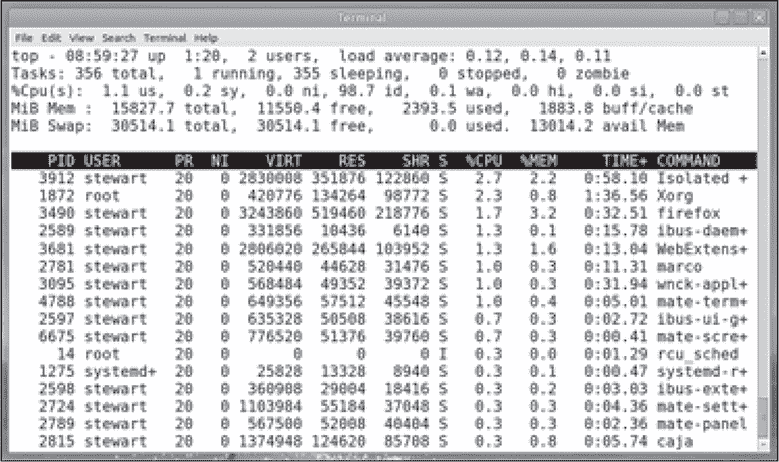 Terminal
File Edit View Search Terminal Help
top - 08:59:27 up  1:20,  2 users,  load average: 0.12, 0.14, 0.11
Tasks: 356 total,   1 running, 355 sleeping,   0 stopped,   0 zombie
%Cpu(s):  1.1 us,  0.2 sy,  0.0 ni, 98.7 id,  0.1 wa,  0.0 hi,  0.0 si,  0.0 st
MiB Mem :  15827.7 total,  11550.4 free,   2393.5 used,   1883.8 buff/cache
MiB Swap:  30514.1 total,  30514.1 free,      0.0 used.  13014.2 avail Mem
PID USER PR NI VIRT RES SHR S %CPU %MEM TIME+ COMMAND
3912 stewart 20 0 2830008 351876 122860 S 2.7 2.2 0:58.10 Isolated +
1872 root 20 0 420776 134264 98772 S 2.3 0.8 1:36.56 Xorg
3490 stewart 20 0 3243860 519460 218776 S 1.7 3.2 0:32.51 firefox
2589 stewart 20 0 331856 10436 6140 S 1.3 0.1 0:15.78 ibus-daem+
3681 stewart 20 0 2806020 265844 103952 S 1.3 1.6 0:13.04 WebExtens+
2781 stewart 20 0 520440 44628 31476 S 1.0 0.3 0:11.31 marco
3095 stewart 20 0 568484 49352 39372 S 1.0 0.3 0:31.94 wnck-appl+
4788 stewart 20 0 649356 57512 45548 S 1.0 0.4 0:05.01 mate-term+
2597 stewart 20 0 635328 50508 38616 S 0.7 0.3 0:02.72 ibus-ui-g+
6675 stewart 20 0 776520 51376 39760 S 0.7 0.3 0:00.41 mate-scre+
14 root 20 0 0 0 0 I 0.3 0.0 0:01.29 rcu_sched
1275 systemd+ 20 0 25828 13328 8940 S 0.3 0.1 0:00.47 systemd-r+
2598 stewart 20 0 360908 29004 18416 S 0.3 0.2 0:03.03 ibus-exte+
2724 stewart 20 0 1103984 55184 37048 S 0.3 0.3 0:04.36 mate-sett+
2789 stewart 20 0 567500 52008 40404 S 0.3 0.3 0:02.36 mate-panel
2815 stewart 20 0 1374948 124620 85708 S 0.3 0.8 0:05.74 caja